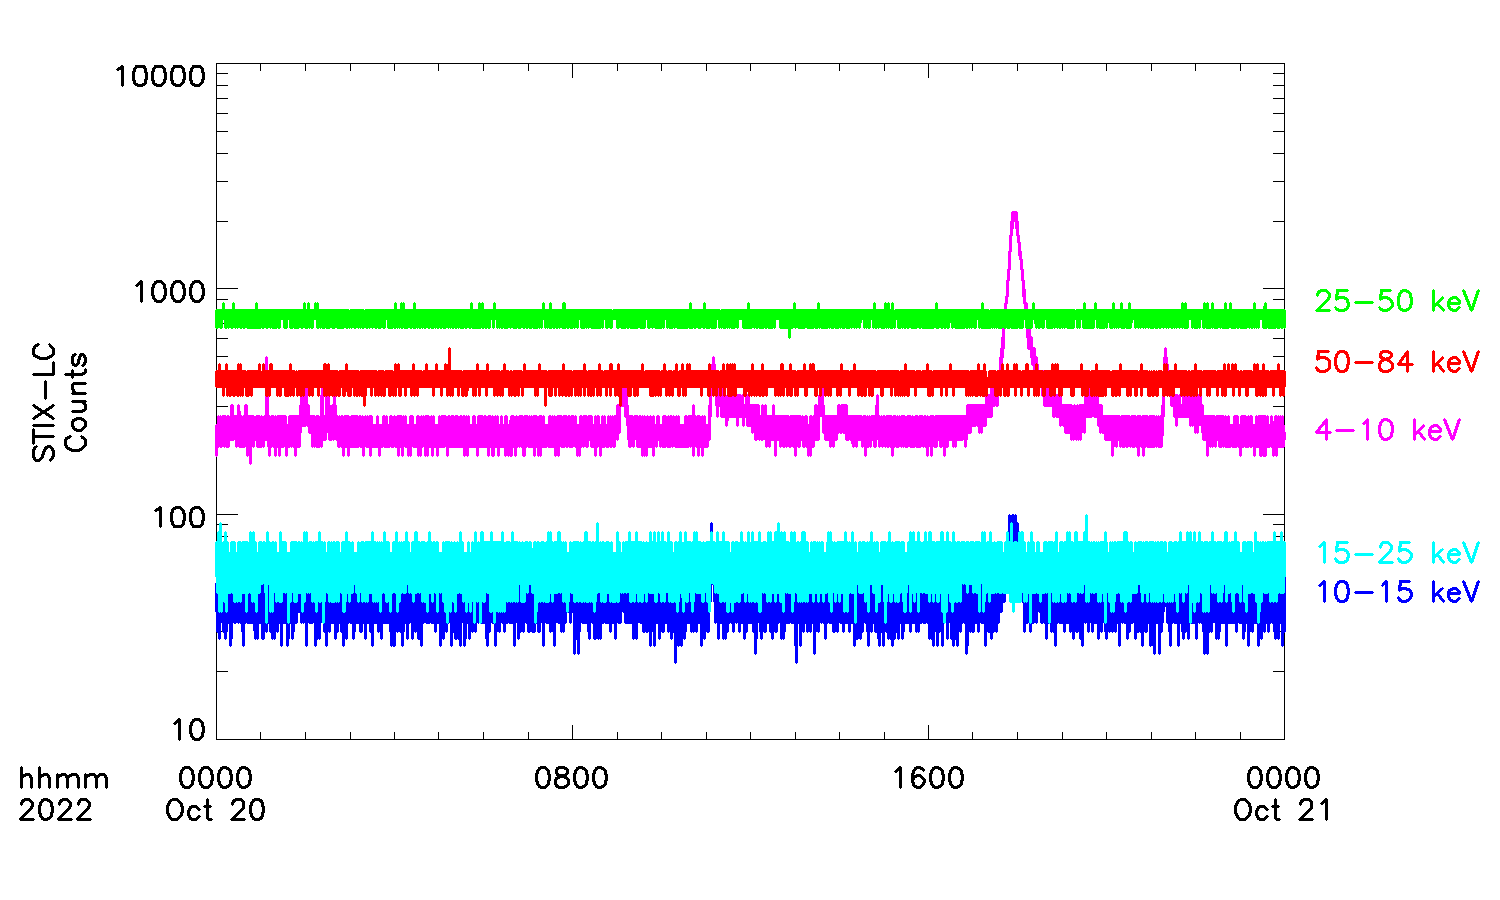 10000
1000
100
10
STIX-LC
Counts
25-50 keV
50-84 keV
4-10 keV
15-25 keV
10-15 keV
hhmm 0000 0800 1600 0000
2022 Oct 20 Oct 21